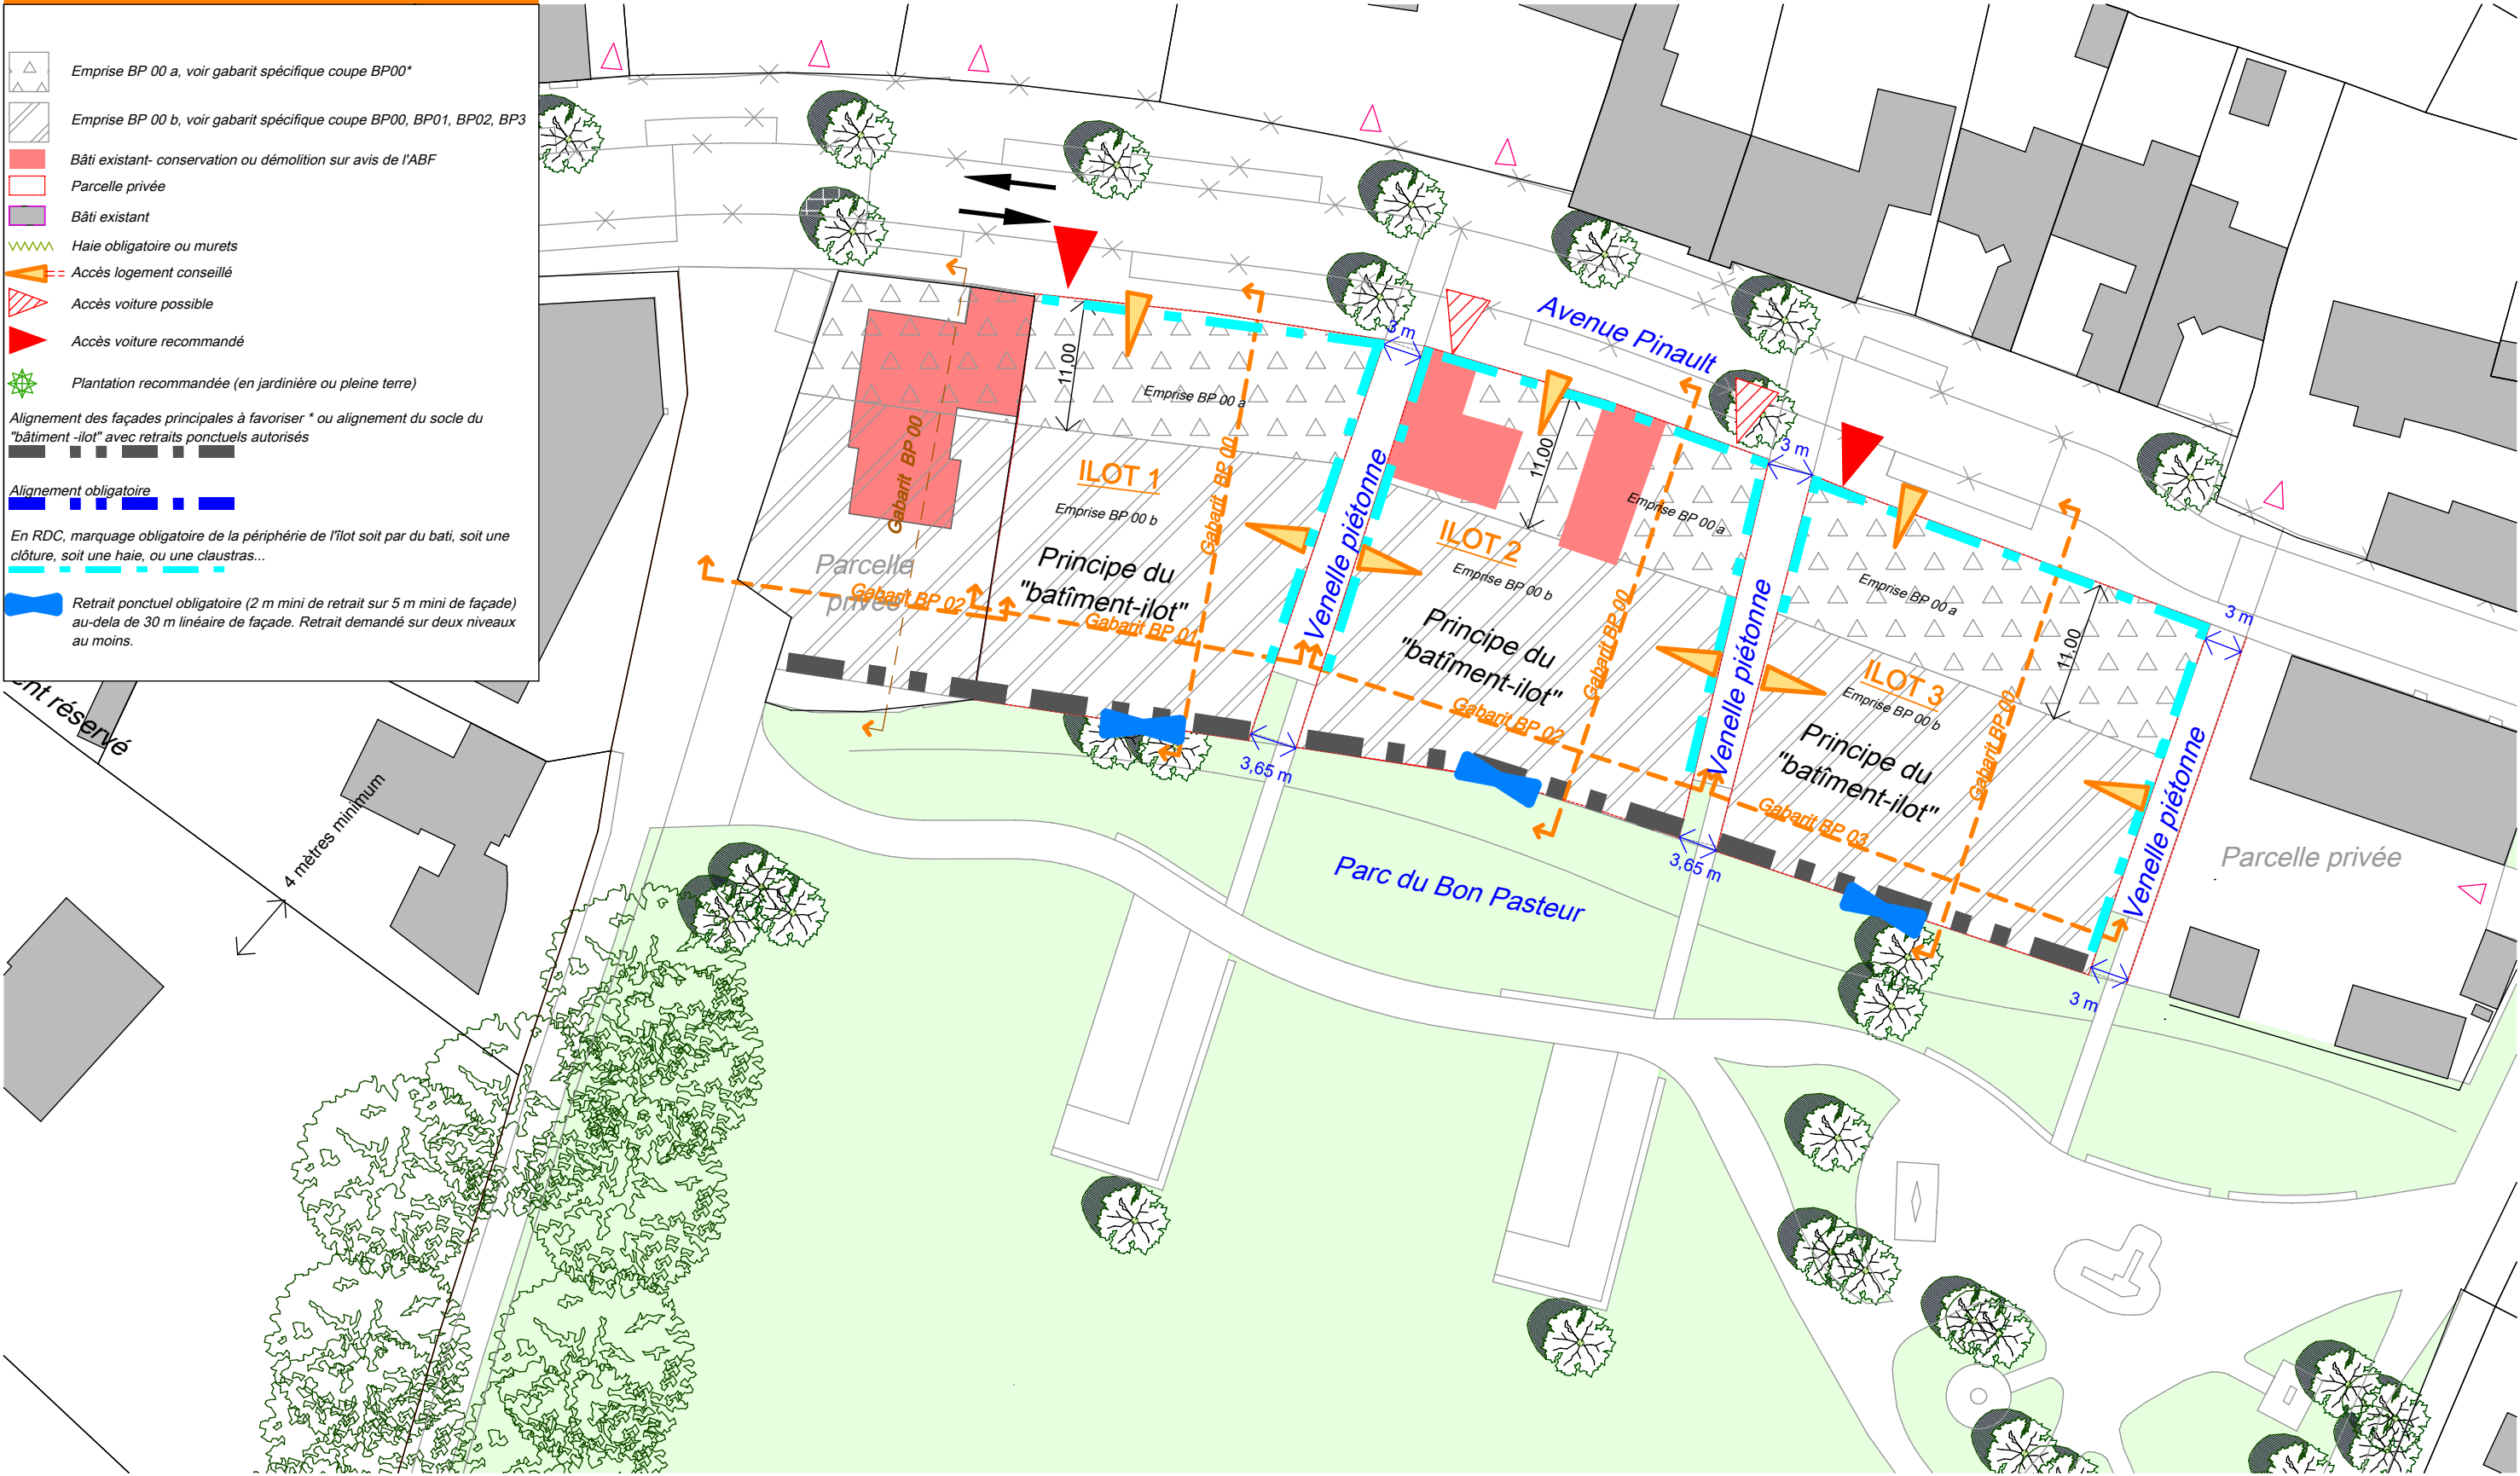 Emprise BP 00 a, voir gabarit spécifique coupe BP00*
Emprise BP 00 b, voir gabarit spécifique coupe BP00, BP01, BP02, BP3
Bâti existant- conservation ou démolition sur avis de l'ABF
Parcelle privée
Bâti existant
Haie obligatoire ou murets
Accès logement conseillé
Accès voiture possible
Accès voiture recommandé
Plantation recommandée (en jardinière ou pleine terre)
Alignement des façades principales à favoriser * ou alignement du socle du
"bâtiment -ilot" avec retraits ponctuels autorisés
Alignement obligatoire
En RDC, marquage obligatoire de la périphérie de l'îlot soit par du bati, soit une
clôture, soit une haie, ou une claustras...
Retrait ponctuel obligatoire (2 m mini de retrait sur 5 m mini de façade)
au-dela de 30 m linéaire de façade. Retrait demandé sur deux niveaux
au moins.
ent réservé
4 mètres minimum
Avenue Pinault
3 m
11,00
Emprise BP 00 a
Gabarit BP 00
Gabarit BP 00
ILOT 1
Emprise BP 00 b
Principe du
"batîment-ilot"
Parcelle
privée
Gabarit BP 02
Gabarit BP 01
Venelle piétonne
3,65 m
11,00
3 m
Emprise BP 00 a
ILOT 2
Emprise BP 00 b
Principe du
"batîment-ilot"
Gabarit BP 00
Gabarit BP 02
Venelle piétonne
3,65 m
Emprise BP 00 a
11,00
3 m
ILOT 3
Emprise BP 00 b
Principe du
"batîment-ilot"
Gabarit BP 00
Gabarit BP 03
Venelle piétonne
3 m
Parcelle privée
Parc du Bon Pasteur